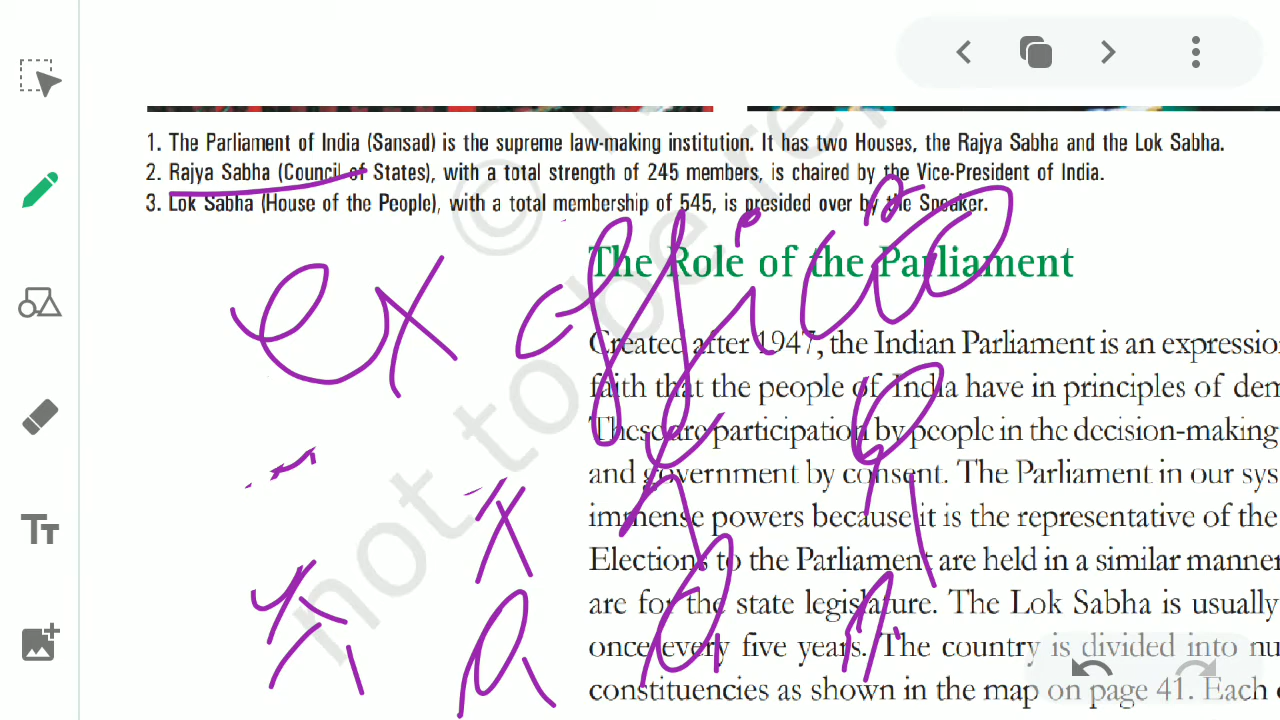 1. The Parliament of India (Sansad) is the supreme law-making institution. It has two Houses, the Rajya Sabha and the Lok Sabha.
2. Rajya Sabha (Council of States), with a total strength of 245 members, is chaired by the Vice-President of India.
3. Lok Sabha (House of the People), with a total membership of 545, is presided over by the Speaker.
ex officio
The Role of the Parliament
Created after 1947, the Indian Parliament is an expression
faith that the people of India have in principles of
These are participation by people in the decision-making
and government by consent. The Parliament in our
immense powers because it is the representative of the
Elections to the Parliament are held in a similar manner
are for the state legislature. The Lok Sabha is usually
once every five years. The country is divided into
constituencies as shown in the map on page 41. Each
© not to be
Tт